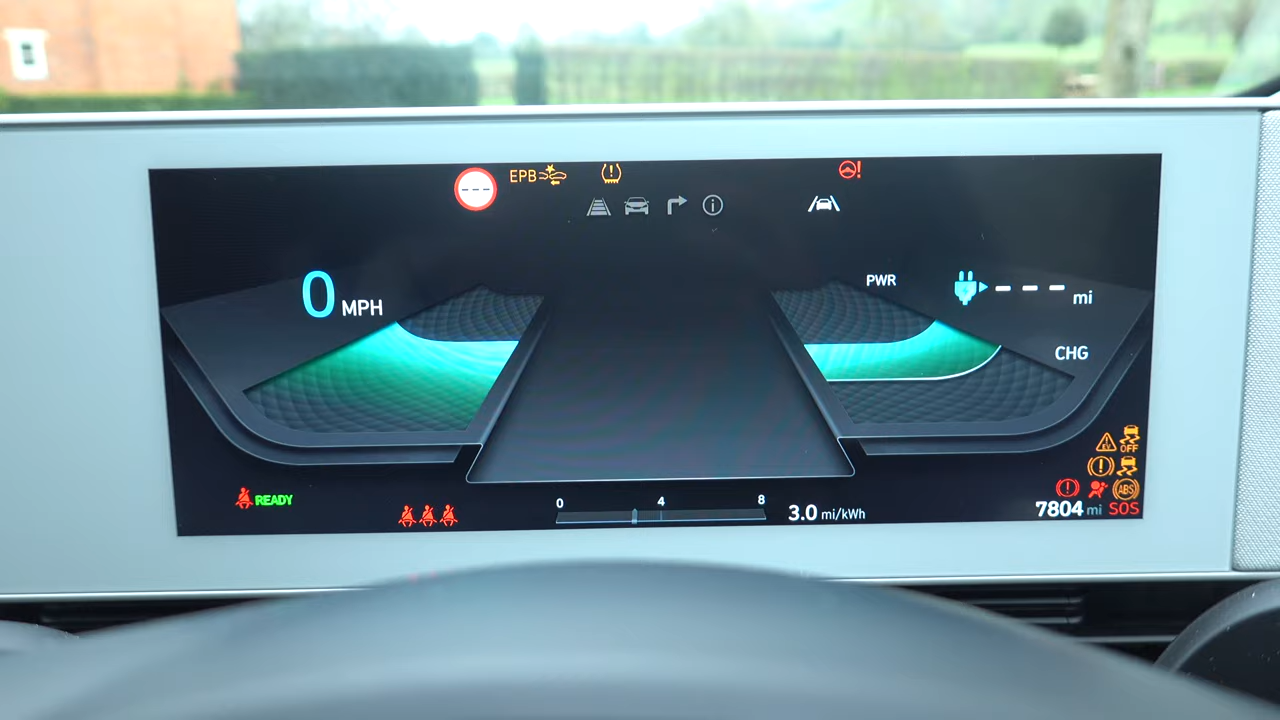 EPB
0 MPH
PWR
--- mi
CHG
EV
OFF
READY
0 4 8
3.0 mi/kWh
ABS
7804 mi SOS